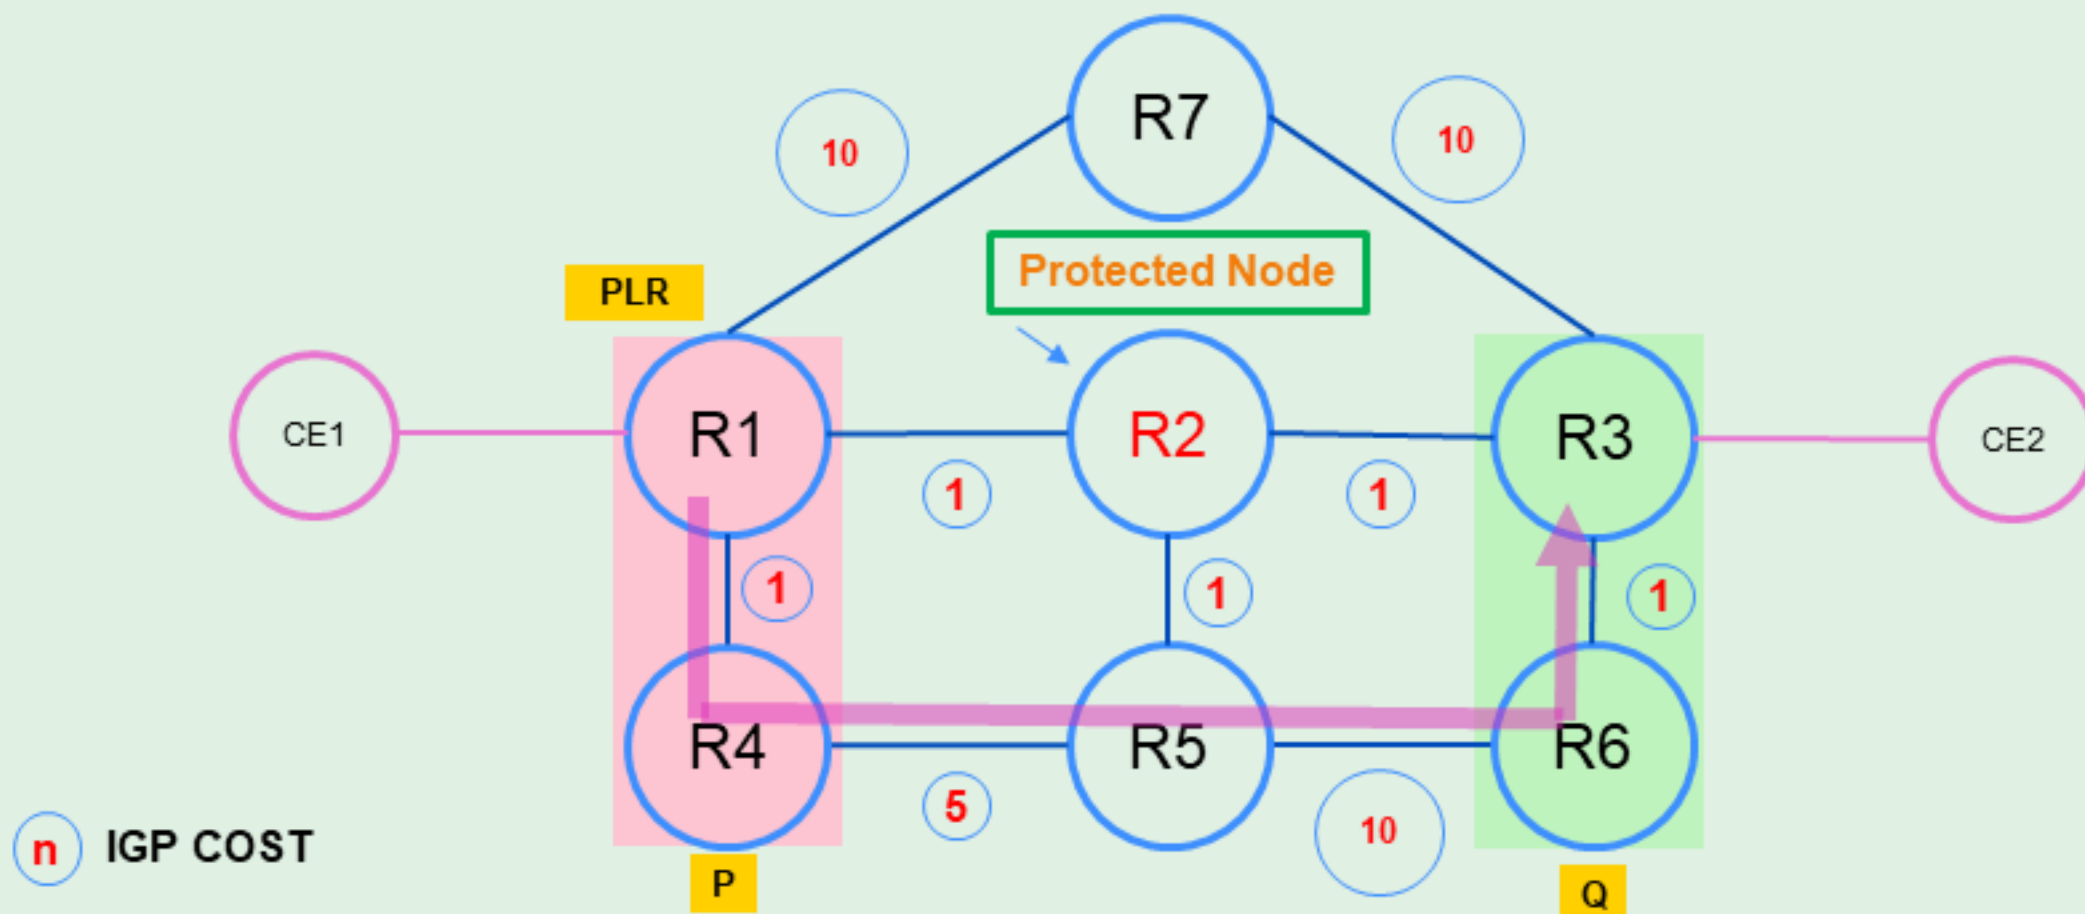 R7
10
10
Protected Node
PLR
CE1
R1
R2
R3
CE2
1
1
1
1
1
R4
R5
R6
5
10
n IGP COST
P
Q